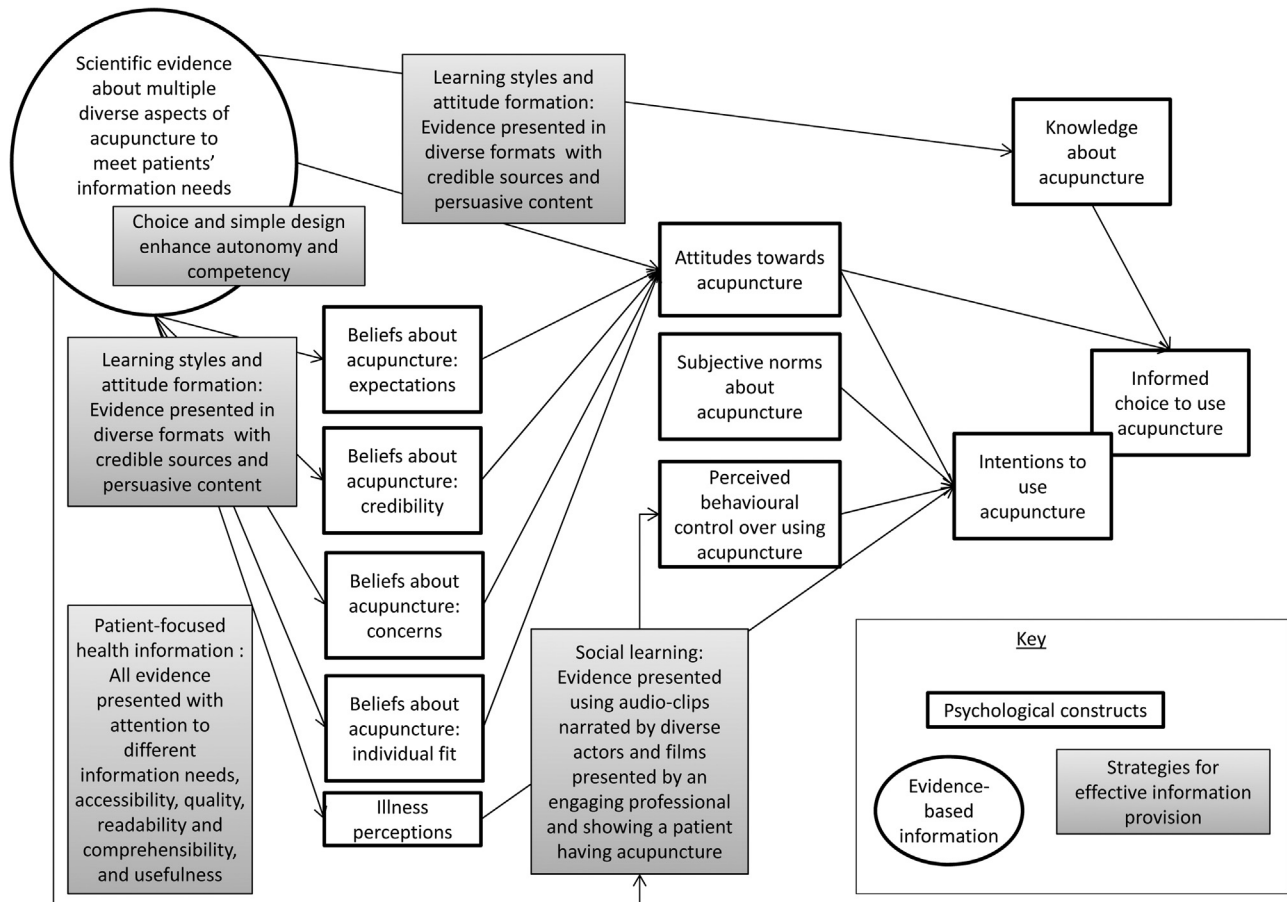 Scientific evidence
about multiple
diverse aspects of
acupuncture to
meet patients’
information needs
Choice and simple design
enhance autonomy and
competency
Learning styles and
attitude formation:
Evidence presented in
diverse formats with
credible sources and
persuasive content
Knowledge
about
acupuncture
Attitudes towards
acupuncture
Learning styles and
attitude formation:
Evidence presented in
diverse formats with
credible sources and
persuasive content
Beliefs about
acupuncture:
expectations
Subjective norms
about
acupuncture
Informed
choice to use
acupuncture
Beliefs about
acupuncture:
credibility
Perceived
behavioural
control over using
acupuncture
Intentions to
use
acupuncture
Beliefs about
acupuncture:
concerns
Patient-focused
health information :
All evidence
presented with
attention to
different
information needs,
accessibility, quality,
readability and
comprehensibility,
and usefulness
Beliefs about
acupuncture:
individual fit
Illness
perceptions
Social learning:
Evidence presented
using audio-clips
narrated by diverse
actors and films
presented by an
engaging professional
and showing a patient
having acupuncture
Key
Psychological constructs
Evidence-
based
information
Strategies for
effective information
provision